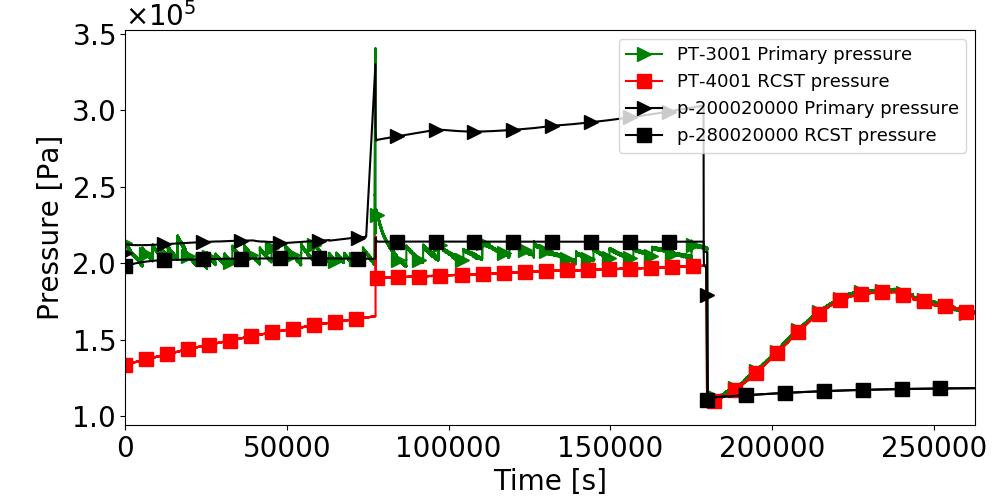 ×10⁵
3.5
3.0
2.5
2.0
1.5
1.0
Pressure [Pa]
PT-3001 Primary pressure
PT-4001 RCST pressure
p-200020000 Primary pressure
p-280020000 RCST pressure
0 50000 100000 150000 200000 250000
Time [s]